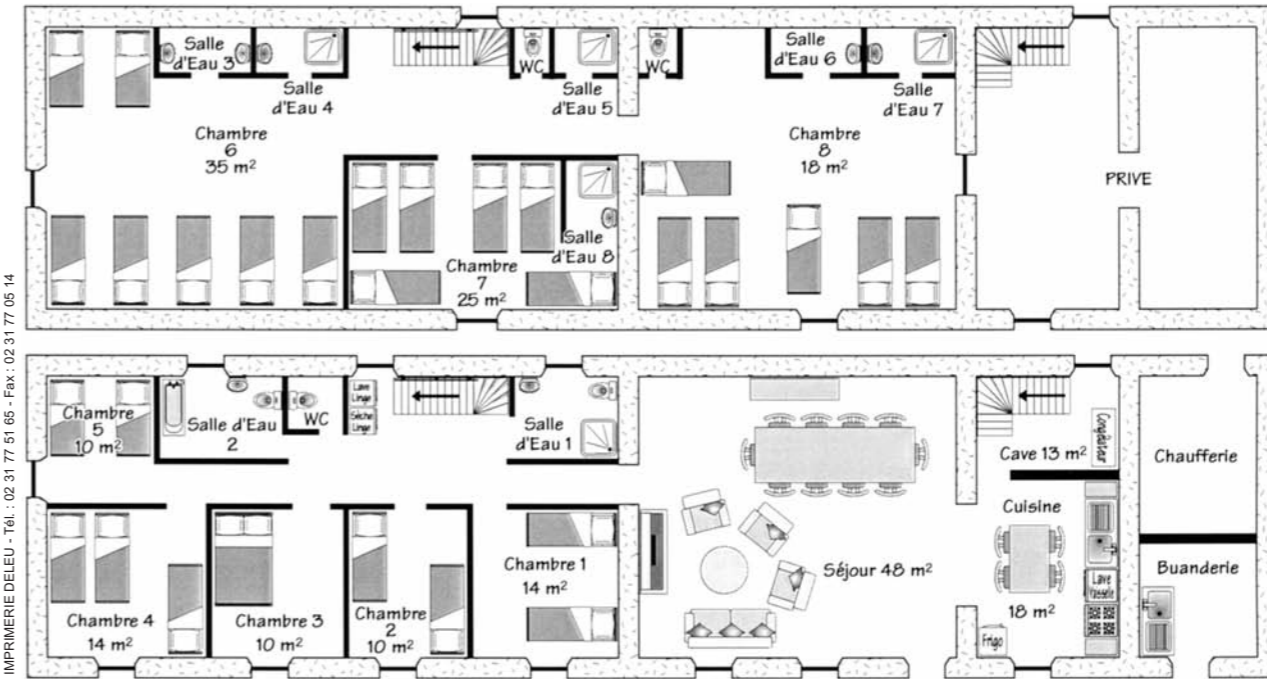 Salle
d'Eau 3
Salle
d'Eau 4
WC
Salle
d'Eau 5
WC
Salle
d'Eau 6
Salle
d'Eau 7
Chambre
6
35 m²
Chambre
8
18 m²
PRIVE
Salle
d'Eau 8
Chambre
7
25 m²
IMPRIMERIE DELEU - Tél. : 02 31 77 51 65 - Fax : 02 31 77 05 14
Chambre
5
10 m²
Salle d'Eau
2
WC
Lave
Linge
Sèche
Linge
Salle
d'Eau 1
Cave 13 m²
Congélateur
Chaufferie
Cuisine
Chambre 1
14 m²
Séjour 48 m²
Lave
Vaisselle
Buanderie
Chambre 4
14 m²
Chambre 3
10 m²
Chambre
2
10 m²
18 m²
Frigo